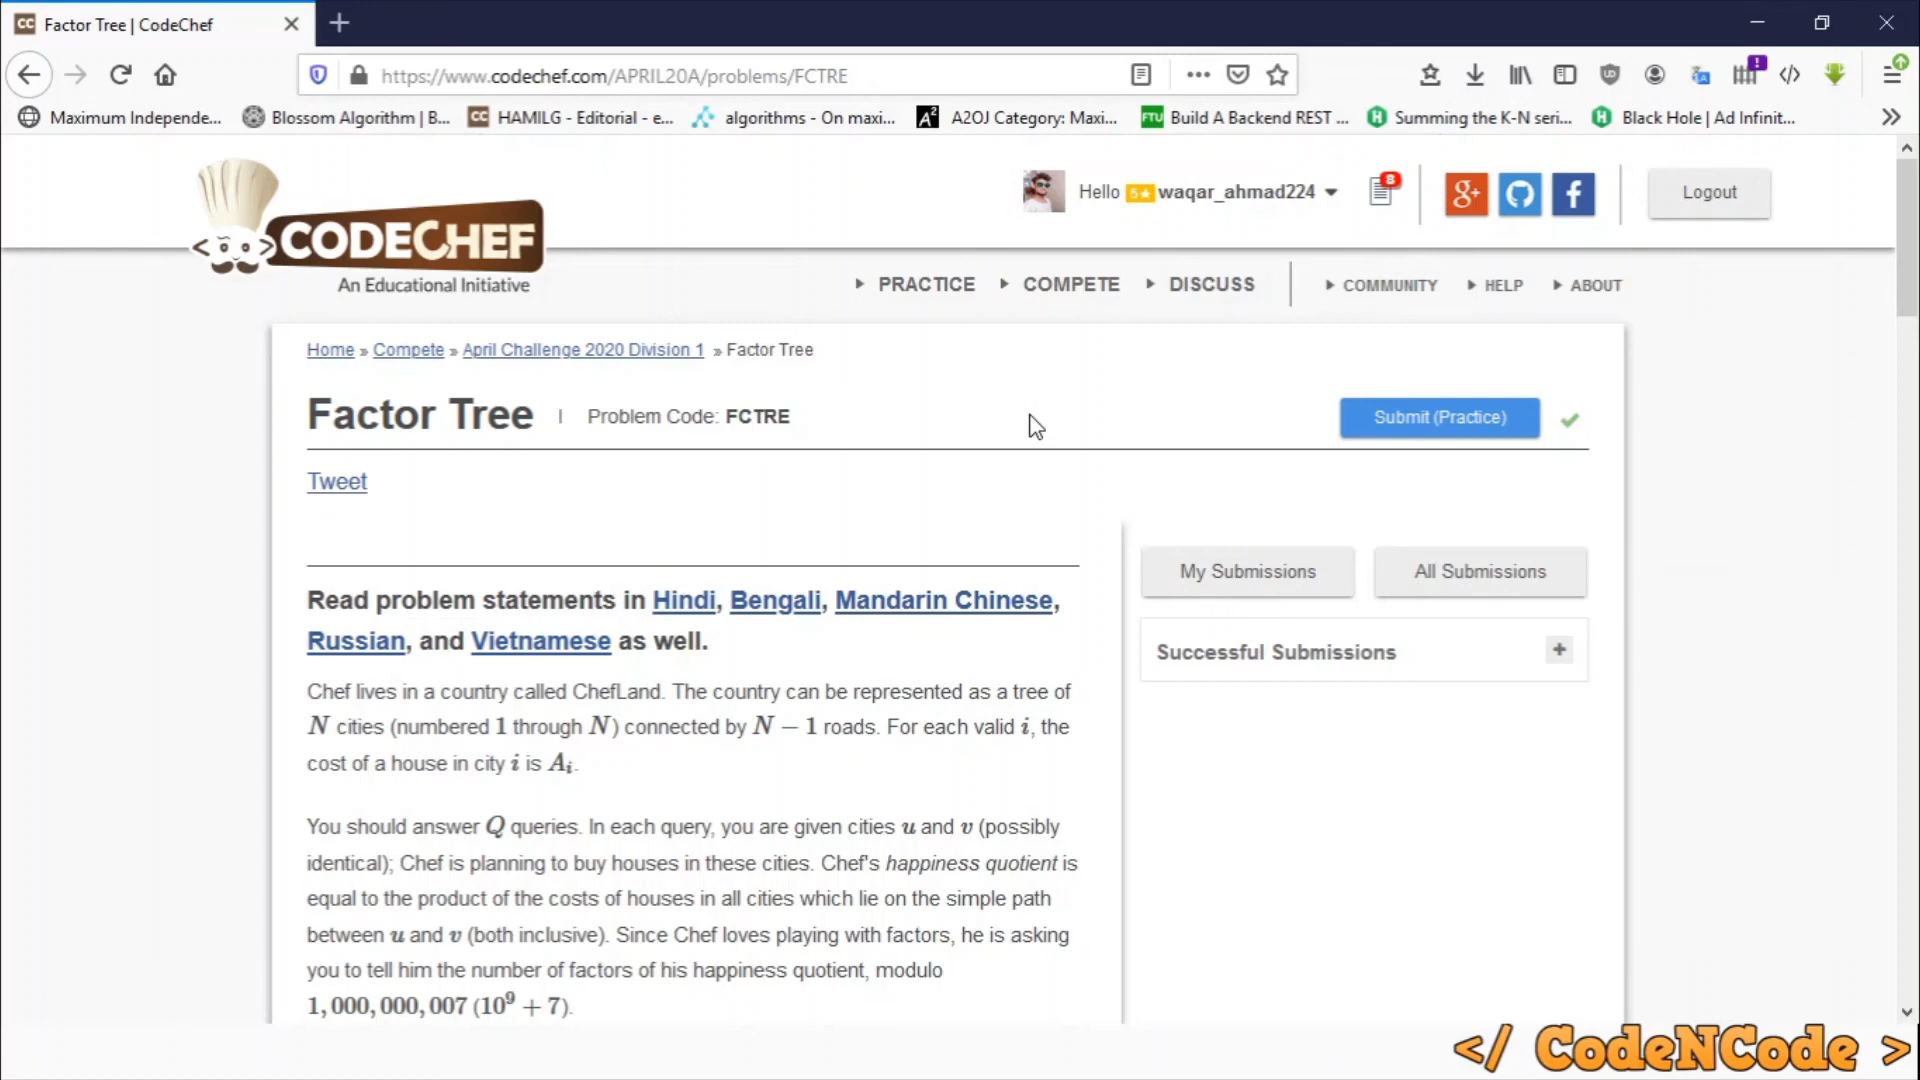 Factor Tree | CodeChef
https://www.codechef.com/APRIL20A/problems/FCTRE
Maximum Independe...
Blossom Algorithm | B...
CC HAMILG - Editorial - e...
algorithms - On maxi...
A² A2OJ Category: Maxi...
FTU Build A Backend REST ...
H Summing the K-N seri...
H Black Hole | Ad Infinit...
CODECHEF
An Educational Initiative
Hello 5★ waqar_ahmad224
8
g+
f
Logout
PRACTICE COMPETE DISCUSS COMMUNITY HELP ABOUT
Home » Compete » April Challenge 2020 Division 1 » Factor Tree
Factor Tree | Problem Code: FCTRE
Submit (Practice)
Tweet
My Submissions
All Submissions
Successful Submissions +
Read problem statements in Hindi, Bengali, Mandarin Chinese,
Russian, and Vietnamese as well.
Chef lives in a country called ChefLand. The country can be represented as a tree of
N cities (numbered 1 through N) connected by N − 1 roads. For each valid i, the
cost of a house in city i is Aᵢ.
You should answer Q queries. In each query, you are given cities u and v (possibly
identical); Chef is planning to buy houses in these cities. Chef's happiness quotient is
equal to the product of the costs of houses in all cities which lie on the simple path
between u and v (both inclusive). Since Chef loves playing with factors, he is asking
you to tell him the number of factors of his happiness quotient, modulo
1,000,000,007 (10⁹ + 7).
</ CodeNCode >